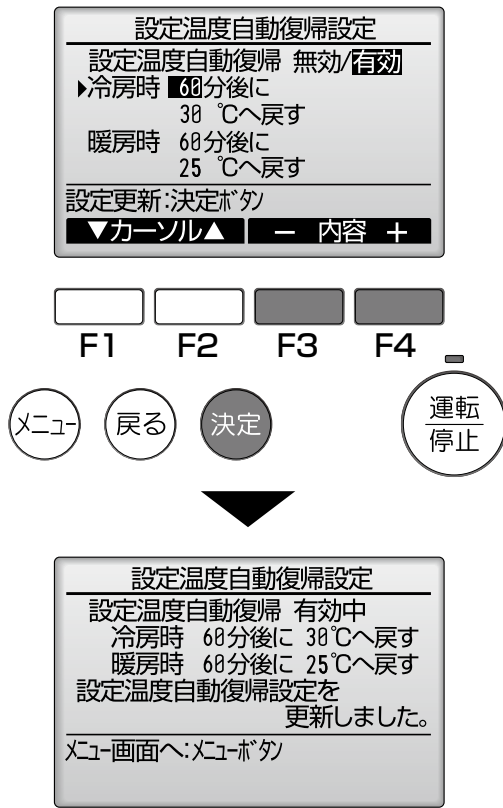 設定温度自動復帰設定
設定温度自動復帰 無効/有効
▶冷房時 60分後に
30 ℃へ戻す
暖房時 60分後に
25 ℃へ戻す
設定更新:決定ﾎﾞﾀﾝ
▼カーソル▲ － 内容 ＋
F1 F2 F3 F4
ﾒﾆｭｰ 戻る 決定 運転
停止
設定温度自動復帰設定
設定温度自動復帰 有効中
冷房時 60分後に 30℃へ戻す
暖房時 60分後に 25℃へ戻す
設定温度自動復帰設定を
更新しました。
ﾒﾆｭｰ画面へ:ﾒﾆｭｰﾎﾞﾀﾝ